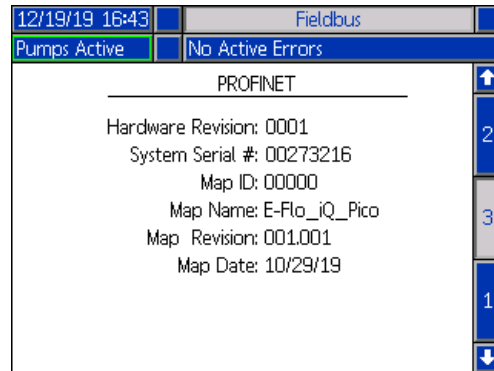 12/19/19 16:43 Fieldbus
Pumps Active No Active Errors
PROFINET
Hardware Revision: 0001
System Serial #: 00273216
Map ID: 00000
Map Name: E-Flo_iQ_Pico
Map Revision: 001.001
Map Date: 10/29/19
2
3
1